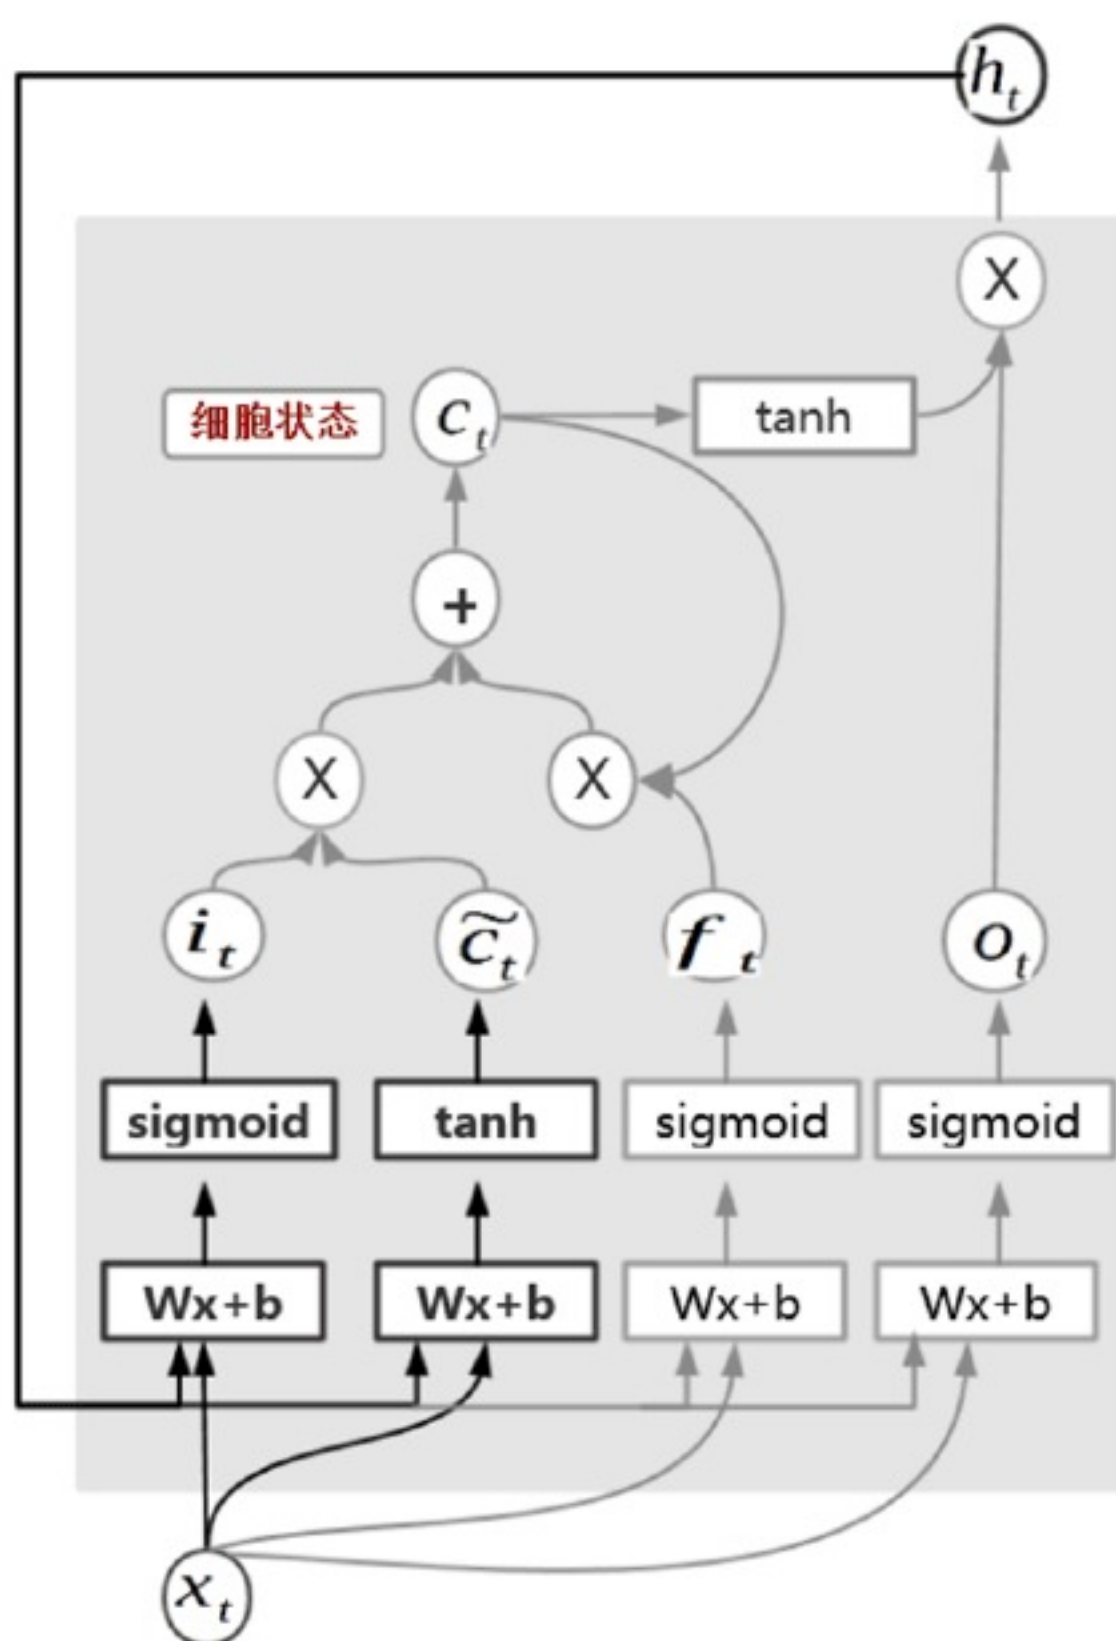 hₜ
X
细胞状态 cₜ tanh
+
X X
iₜ c̃ₜ fₜ oₜ
sigmoid tanh sigmoid sigmoid
Wx+b Wx+b Wx+b Wx+b
xₜ